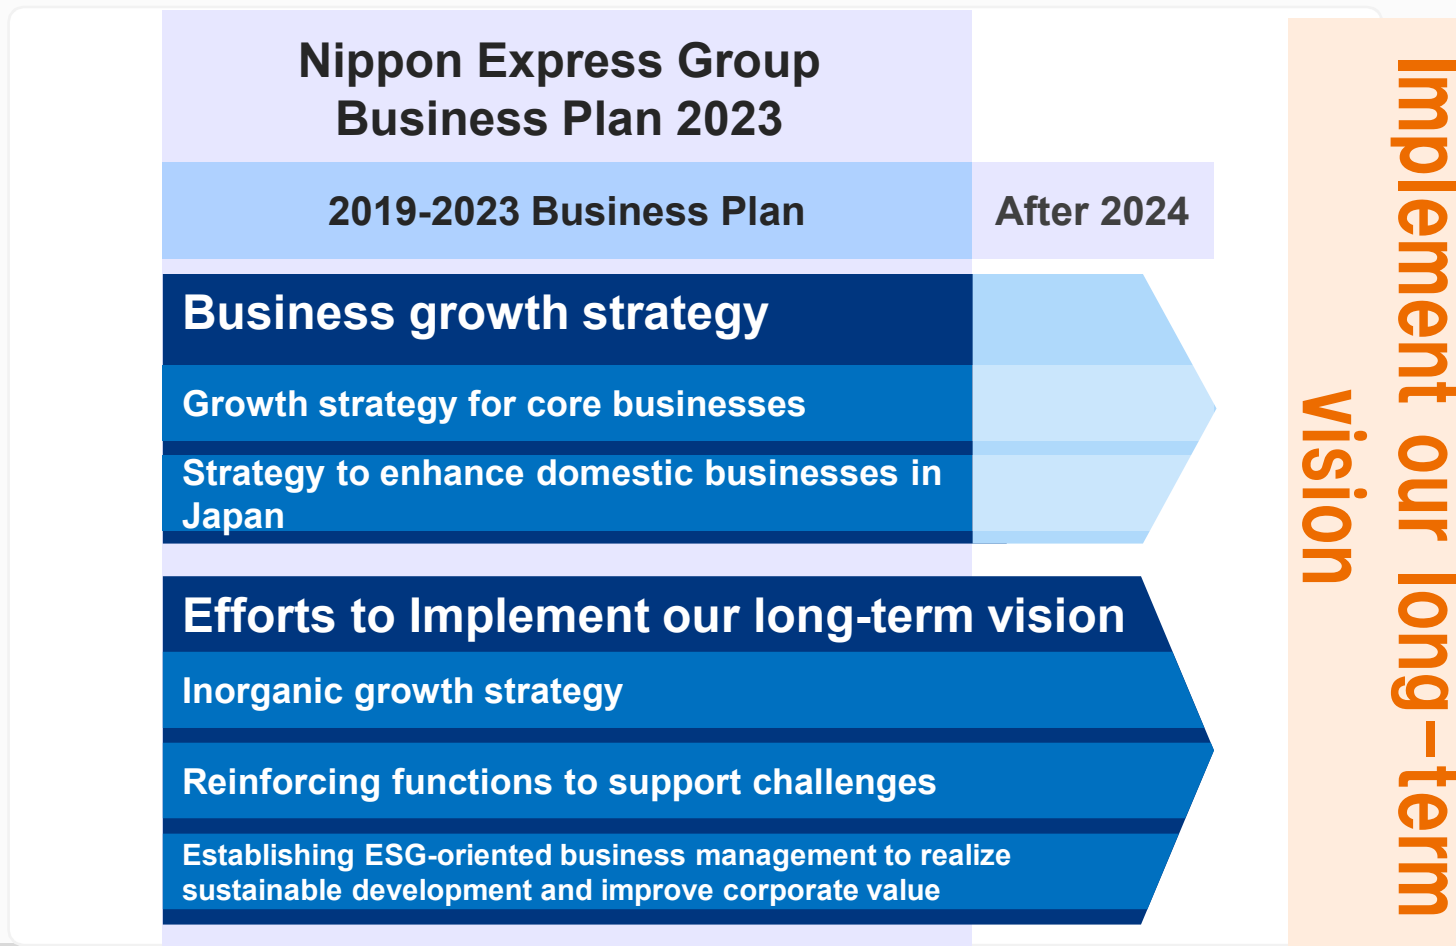 Nippon Express Group
Business Plan 2023
2019-2023 Business Plan
After 2024
Business growth strategy
Growth strategy for core businesses
Strategy to enhance domestic businesses in
Japan
Efforts to Implement our long-term vision
Inorganic growth strategy
Reinforcing functions to support challenges
Establishing ESG-oriented business management to realize
sustainable development and improve corporate value
Implement our long-term
vision